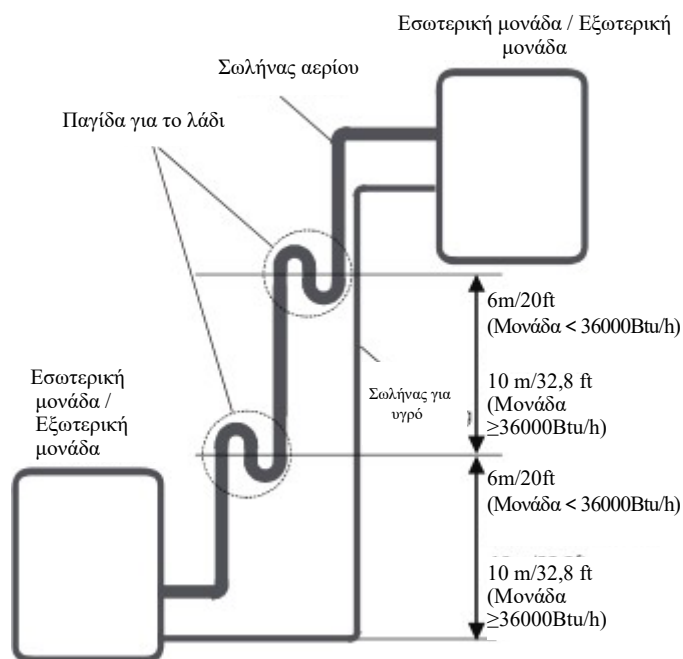 Εσωτερική μονάδα / Εξωτερική
μονάδα
Σωλήνας αερίου
Παγίδα για το λάδι
6m/20ft
(Μονάδα < 36000Btu/h)
Εσωτερική
μονάδα /
Εξωτερική
μονάδα
Σωλήνας για
υγρό
10 m/32,8 ft
(Μονάδα
≥36000Btu/h)
6m/20ft
(Μονάδα < 36000Btu/h)
10 m/32,8 ft
(Μονάδα
≥36000Btu/h)